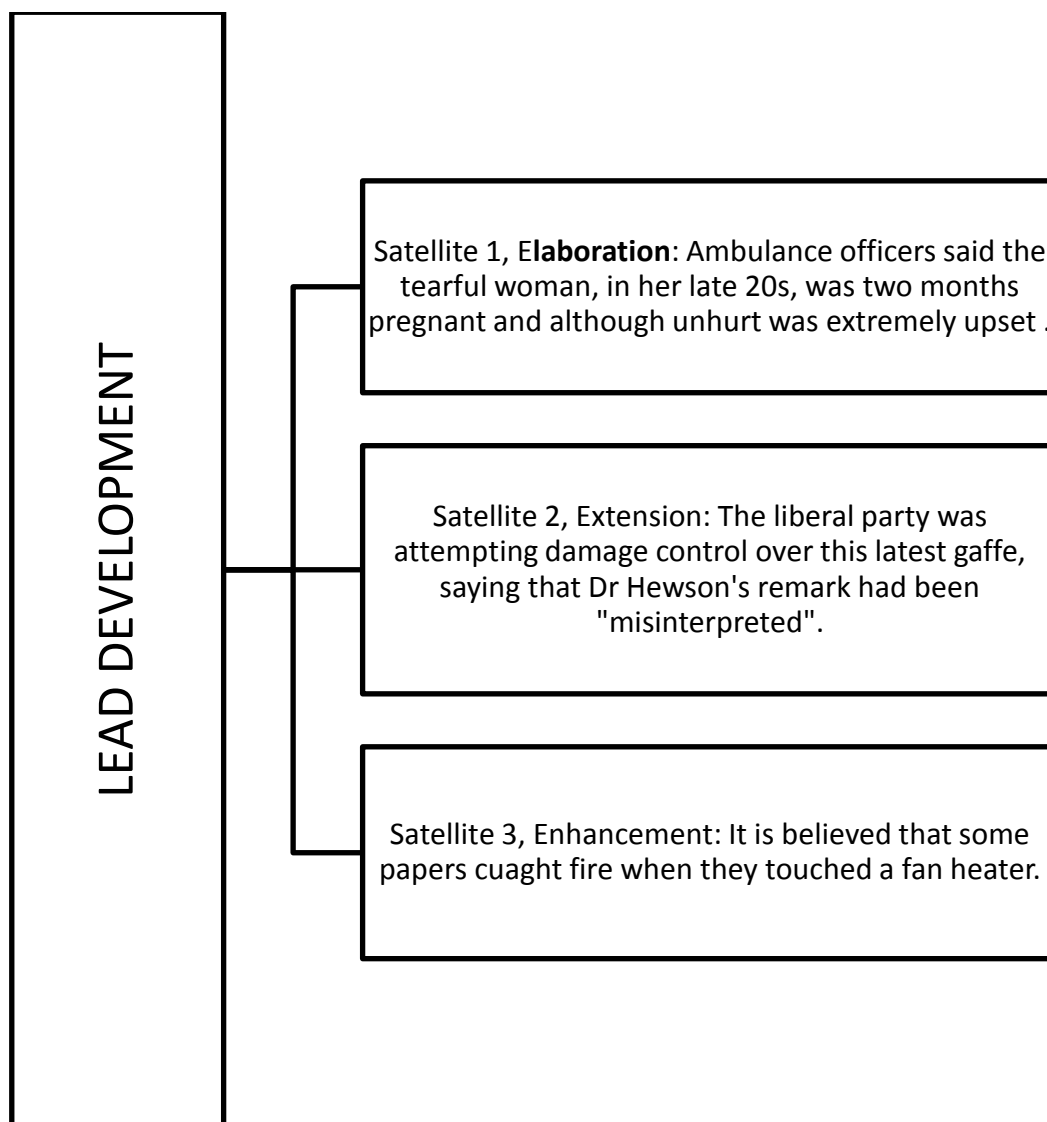 LEAD DEVELOPMENT
Satellite 1, Elaboration: Ambulance officers said the
tearful woman, in her late 20s, was two months
pregnant and although unhurt was extremely upset .
Satellite 2, Extension: The liberal party was
attempting damage control over this latest gaffe,
saying that Dr Hewson's remark had been
"misinterpreted".
Satellite 3, Enhancement: It is believed that some
papers cuaght fire when they touched a fan heater.